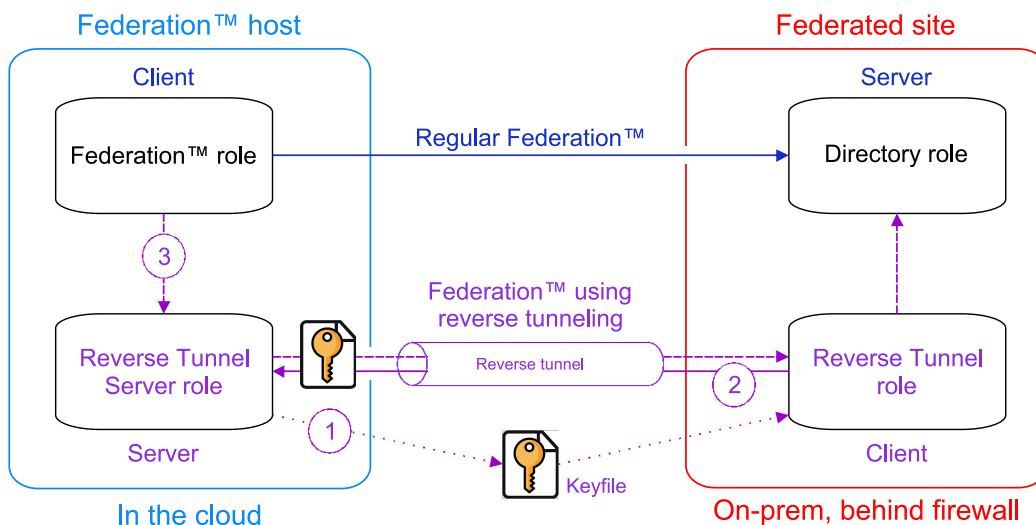 Federation™ host
Federated site
Client
Server
Federation™ role
Regular Federation™
Directory role
3
Federation™ using
reverse tunneling
Reverse Tunnel
Server role
Reverse tunnel
Reverse Tunnel
role
2
1
Server
Client
Keyfile
In the cloud
On-prem, behind firewall